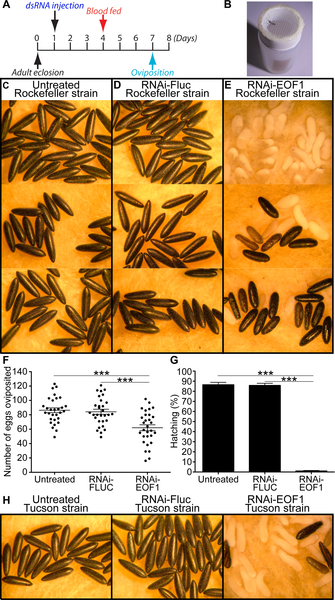 A
dsRNA injection
Blood fed
0 1 2 3 4 5 6 7 8 (Days)
Adult eclosion
Oviposition
B
C
Untreated
Rockefeller strain
D
RNAi-Fluc
Rockefeller strain
E
RNAi-EOF1
Rockefeller strain
F
***
***
Number of eggs oviposited
140
120
100
80
60
40
20
0
Untreated
RNAi-
FLUC
RNAi-
EOF1
G
***
***
Hatching (%)
100
90
80
70
60
50
40
30
20
10
0
Untreated
RNAi-
FLUC
RNAi-
EOF1
H
Untreated
Tucson strain
RNAi-Fluc
Tucson strain
RNAi-EOF1
Tucson strain